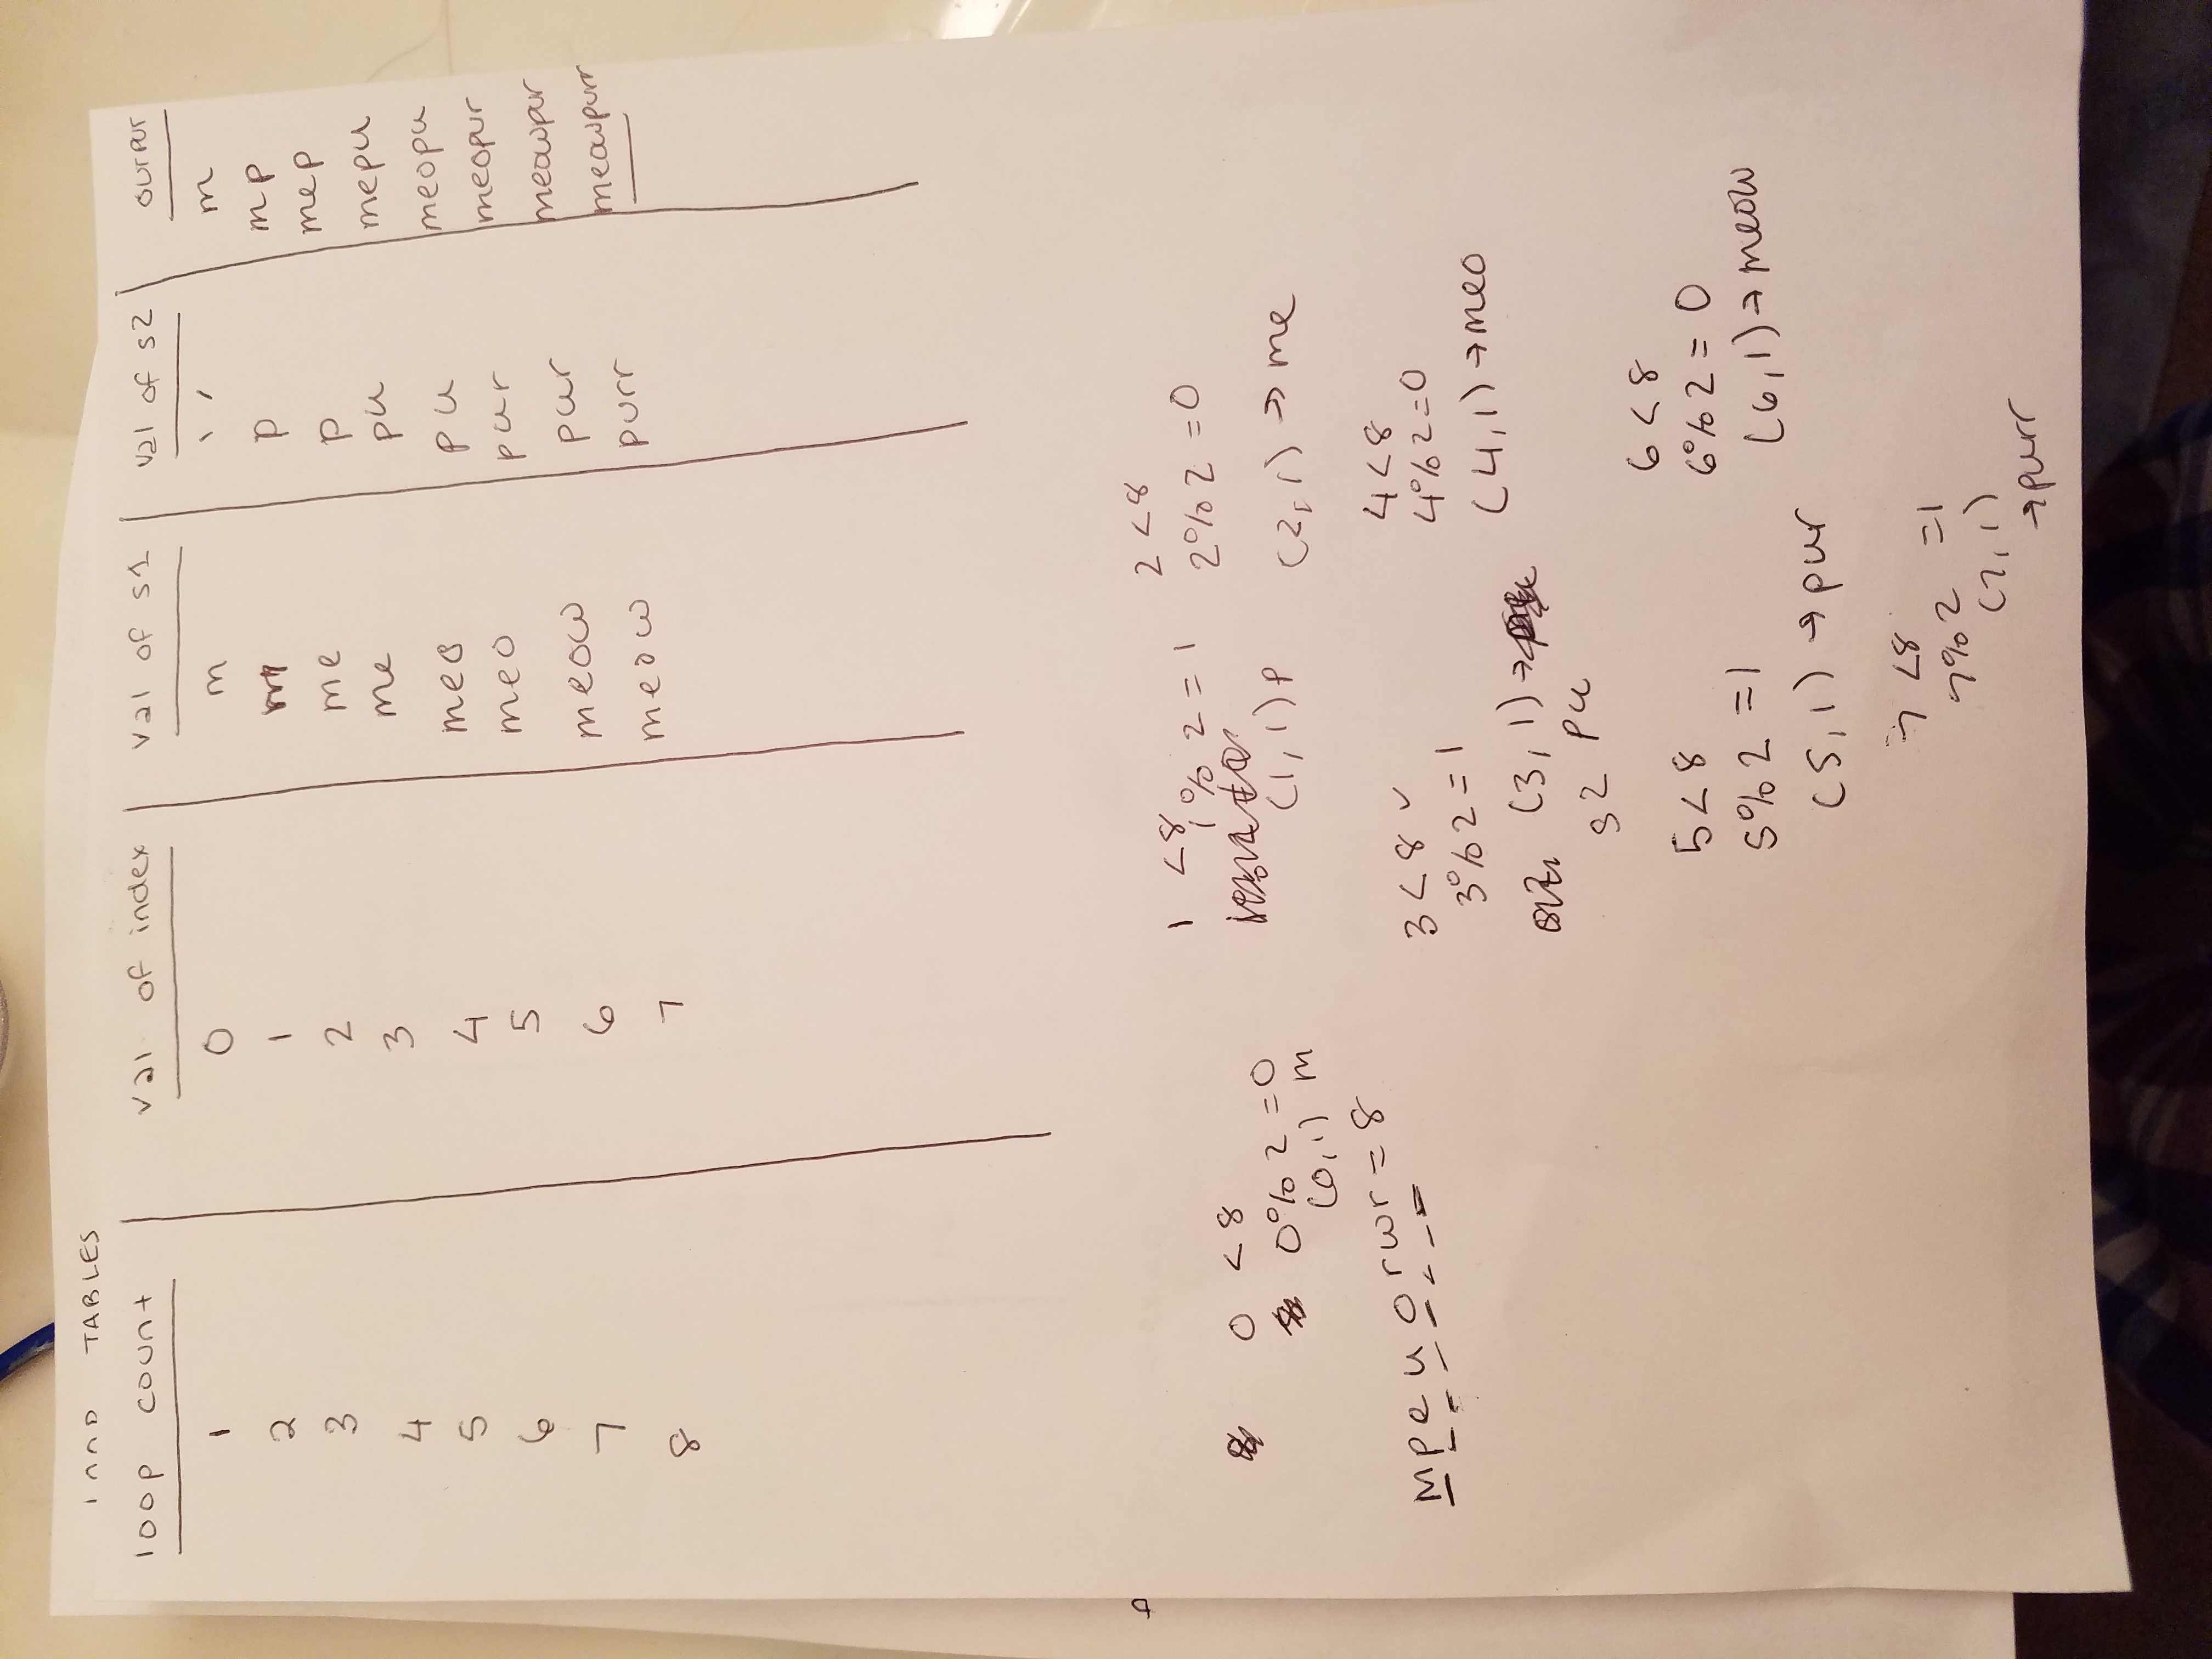 LOOP TABLES
loop count val of index val of s1 val of s2 OUTPUT
1 0 m ' ' m
2 1 m p mp
3 2 me p mep
4 3 me pu mepu
5 4 meo pu meopu
6 5 meo pur meopur
7 6 meow pur meowpur
8 7 meow purr meowpurr
b
0 < 8
0%2=0
(0,1) m
Mpeuorwr = 8
1 <8
1%2=1
(1,1) p
2 <8
2%2 =0
(2,1) → me
3<8 ✓
3%2=1
(3,1) →
s2 pu
4<8
4%2=0
(4,1) → meo
5<8
5%2 =1
(5,1) → pur
6<8
6%2= 0
(6,1) → meow
7 <8
7%2 =1
(7,1)
→ purr